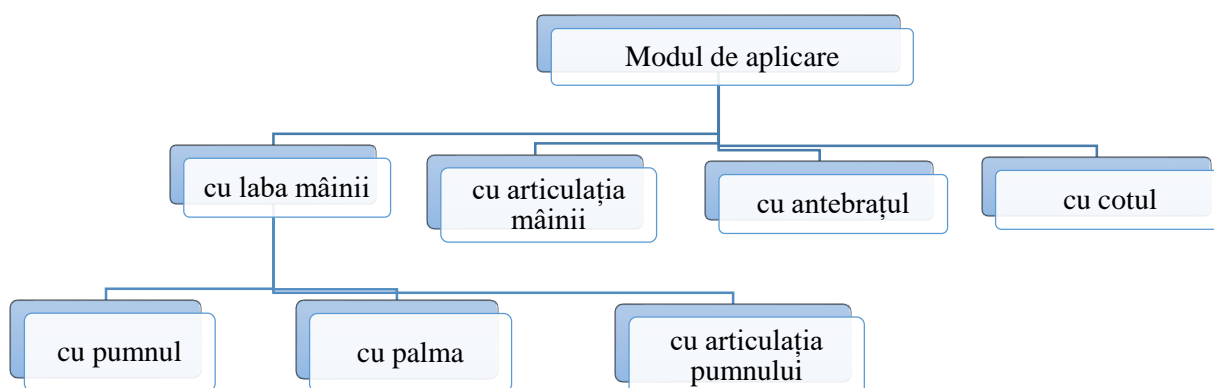 Modul de aplicare
cu laba mâinii
cu articulația
mâinii
cu antebrațul
cu cotul
cu pumnul
cu palma
cu articulația
pumnului